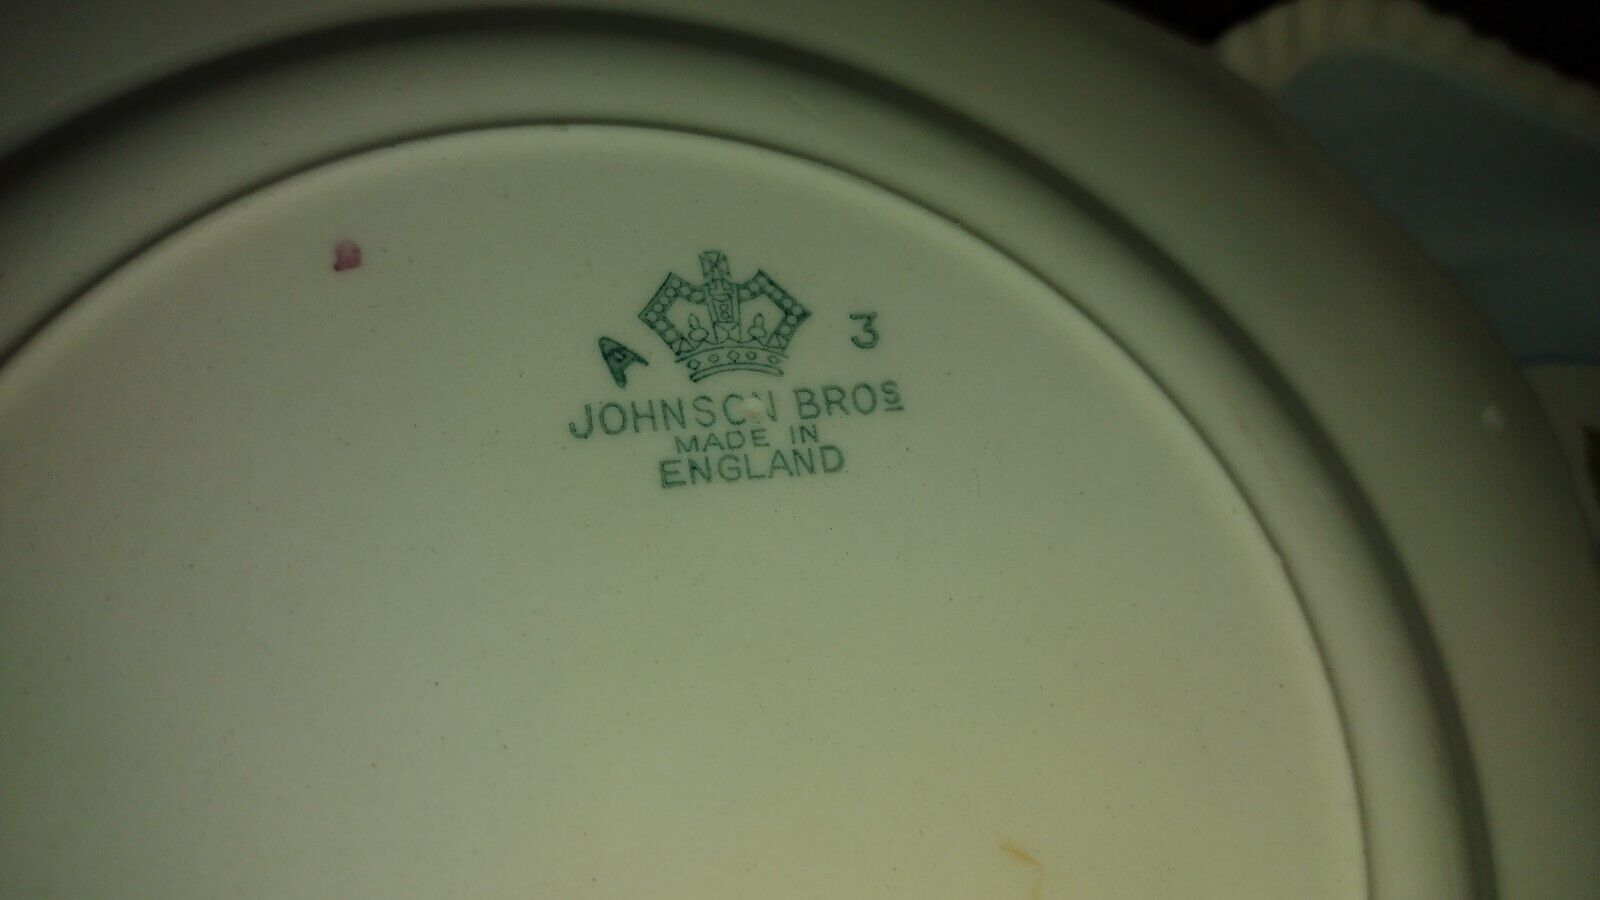 A 3
JOHNSON BROS
MADE IN
ENGLAND